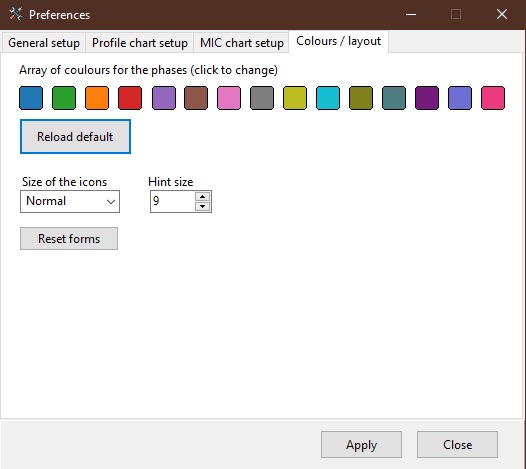 Preferences
General setup Profile chart setup MIC chart setup Colours / layout
Array of coulours for the phases (click to change)
Reload default
Size of the icons Hint size
Normal 9
Reset forms
Apply Close